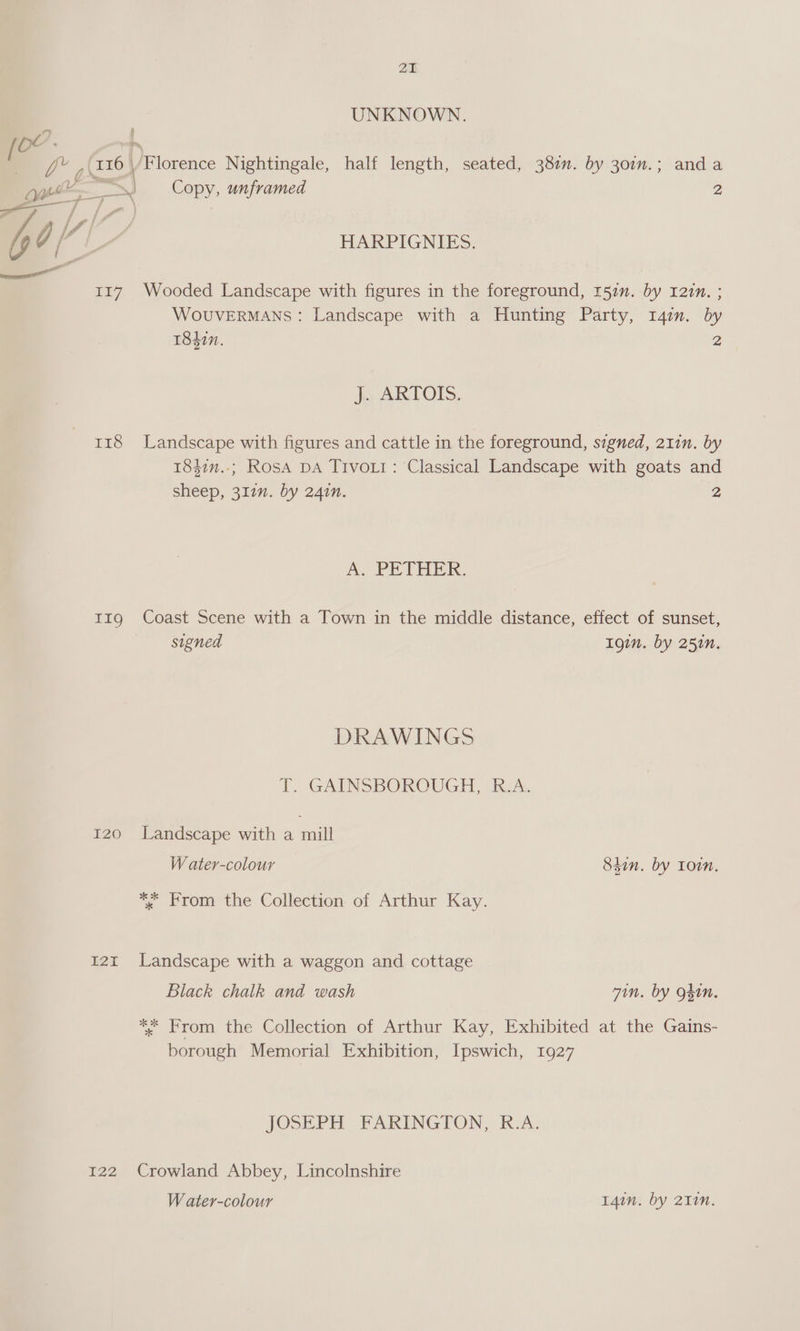 21
UNKNOWN.
116 Florence Nightingale, half length, seated, 38in. by 30in.; and a
Copy, unframed 2
HARPIGNIES.
117 Wooded Landscape with figures in the foreground, 15in. by 12in. ;
WOUVERMANS: Landscape with a Hunting Party, 14in. by
18½in. 2
J. ARTOIS.
118 Landscape with figures and cattle in the foreground, signed, 21in. by
18½in.; ROSA DA TIVOLI: Classical Landscape with goats and
sheep, 31in. by 24in. 2
A. PETHER.
119 Coast Scene with a Town in the middle distance, effect of sunset,
signed 19in. by 25in.
DRAWINGS
T. GAINSBOROUGH, R.A.
120 Landscape with a mill
Water-colour 8½in. by 10in.
*** From the Collection of Arthur Kay.
121 Landscape with a waggon and cottage
Black chalk and wash 7in. by 9½in.
*** From the Collection of Arthur Kay, Exhibited at the Gains-
borough Memorial Exhibition, Ipswich, 1927
JOSEPH FARINGTON, R.A.
122 Crowland Abbey, Lincolnshire
Water-colour 14in. by 21in.